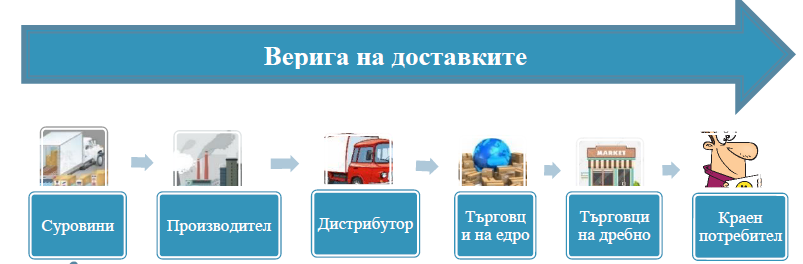 Верига на доставките
MARKET
Суровини
Производител
Дистрибутор
Търговц
и на едро
Търговци
на дребно
Краен
потребител